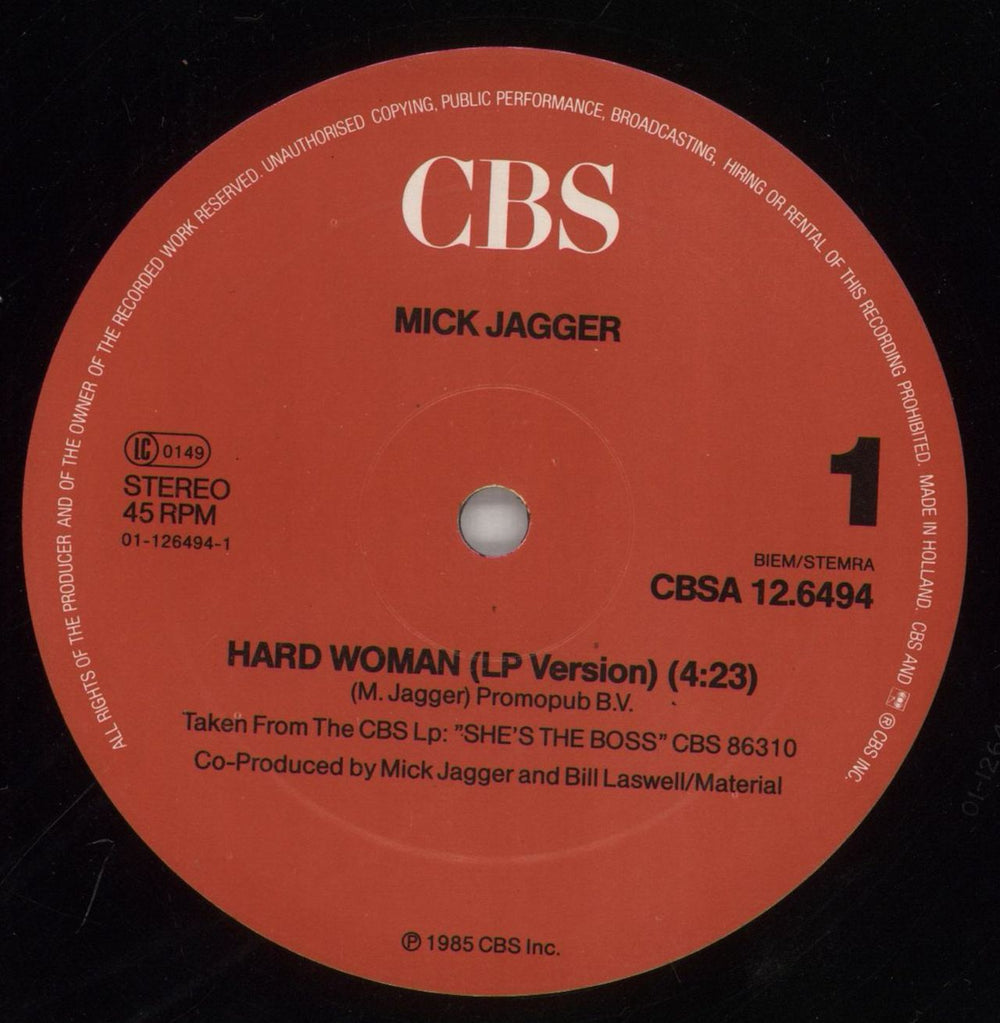 ALL RIGHTS OF THE PRODUCER AND OF THE OWNER OF THE RECORDED WORK RESERVED. UNAUTHORISED COPYING, PUBLIC PERFORMANCE, BROADCASTING, HIRING OR RENTAL OF THIS RECORDING PROHIBITED. MADE IN HOLLAND. CBS AND ® CBS INC.
CBS
MICK JAGGER
LC 0149
STEREO
45 RPM
01-126494-1
1
BIEM/STEMRA
CBSA 12.6494
HARD WOMAN (LP Version) (4:23)
(M. Jagger) Promopub B.V.
Taken From The CBS Lp: "SHE'S THE BOSS" CBS 86310
Co-Produced by Mick Jagger and Bill Laswell/Material
℗ 1985 CBS Inc.